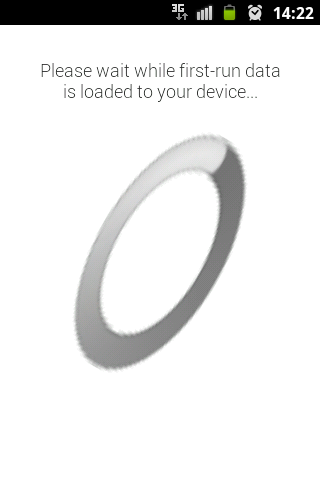 3G 14:22
Please wait while first-run data
is loaded to your device...